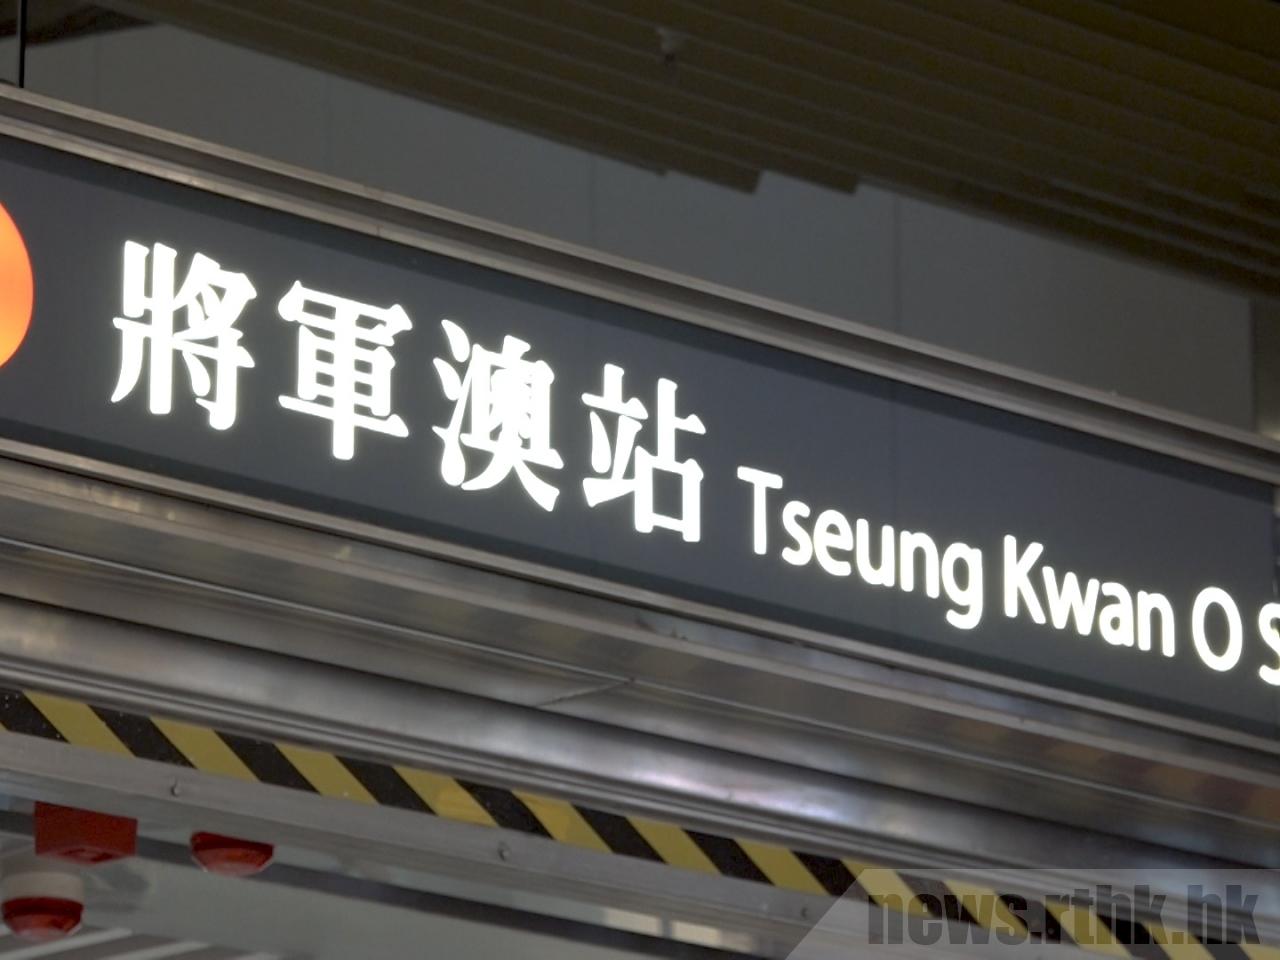 將軍澳站 Tseung Kwan O S
news.rthk.hk